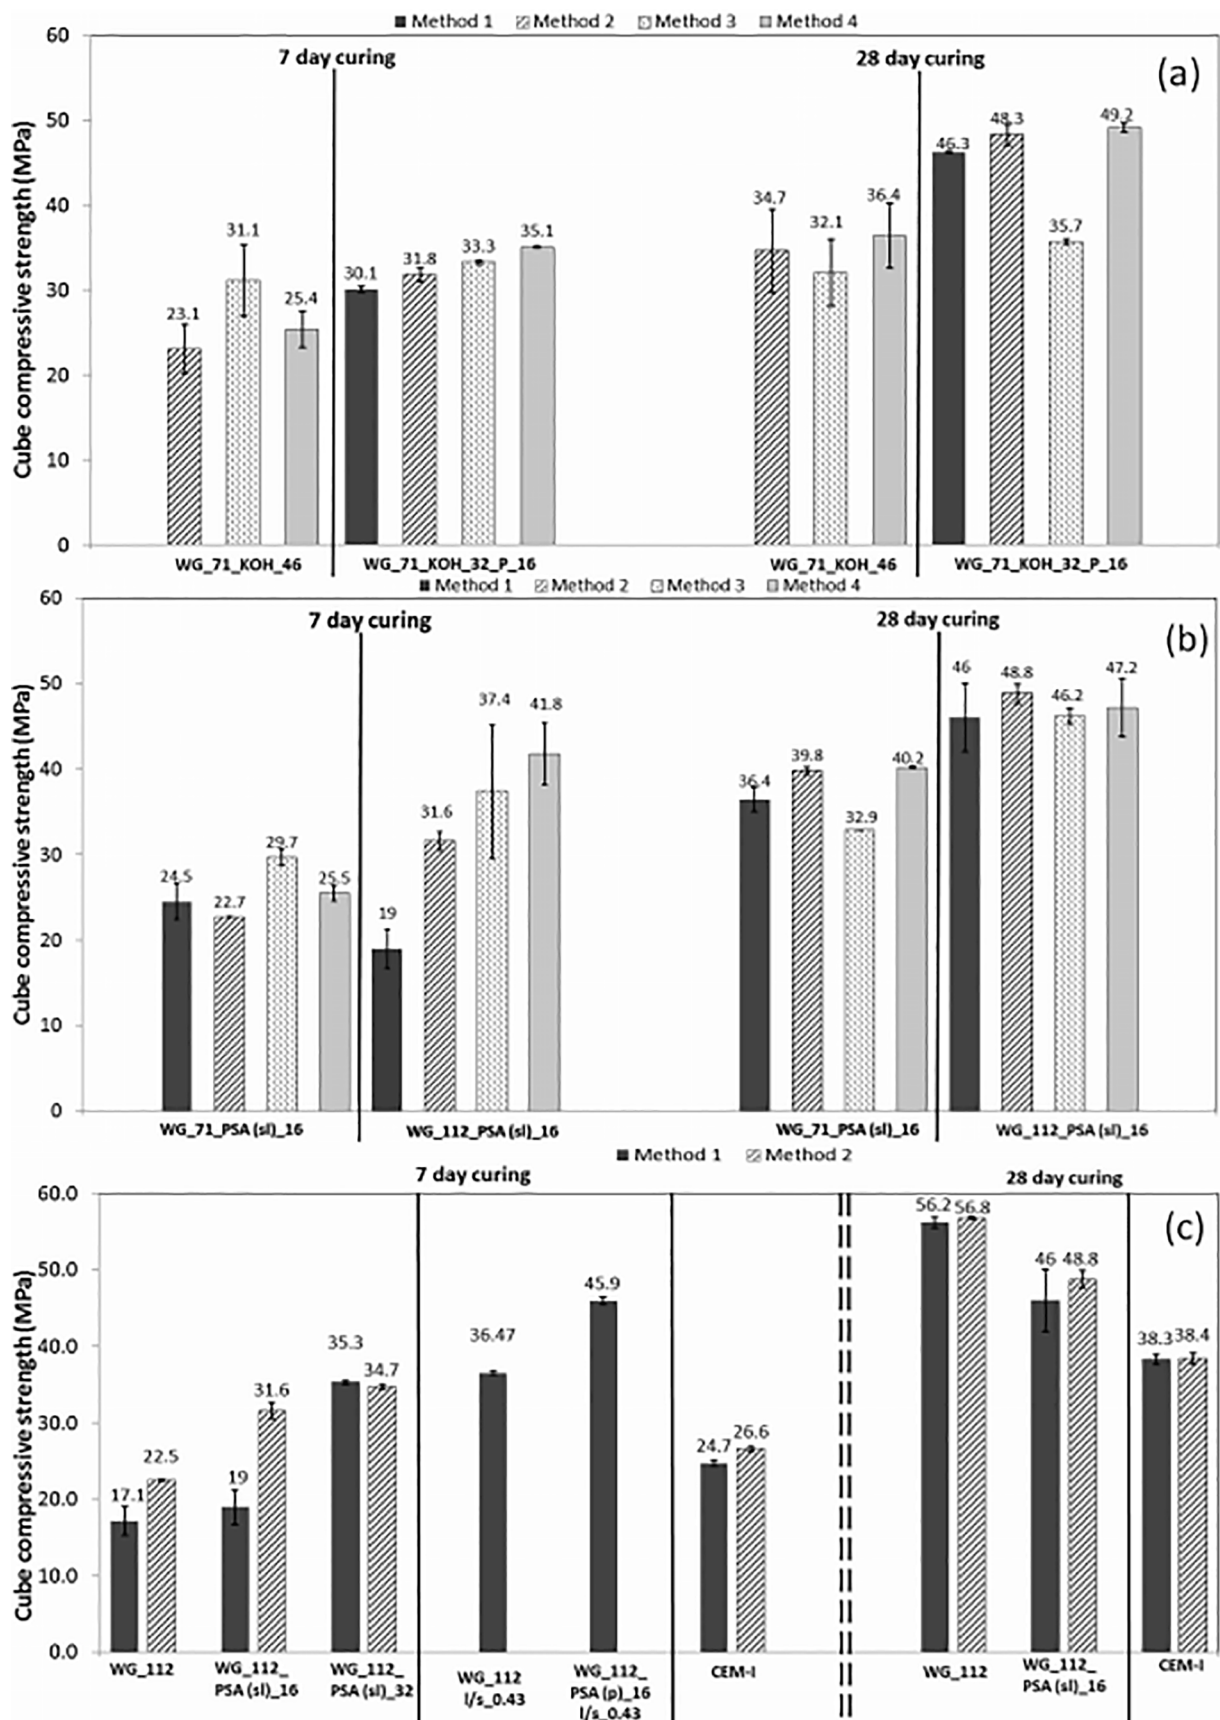 Method 1 Method 2 Method 3 Method 4
7 day curing
28 day curing
(a)
Cube compressive strength (MPa)
60
50
40
30
20
10
0
23.1
31.1
25.4
30.1
31.8
33.3
35.1
34.7
32.1
36.4
46.3
48.3
35.7
49.2
WG_71_KOH_46
WG_71_KOH_32_P_16
WG_71_KOH_46
WG_71_KOH_32_P_16
Method 1 Method 2 Method 3 Method 4
7 day curing
28 day curing
(b)
Cube compressive strength (MPa)
60
50
40
30
20
10
0
24.5
22.7
29.7
25.5
19
31.6
37.4
41.8
36.4
39.8
32.9
40.2
46
48.8
46.2
47.2
WG_71_PSA (sl)_16
WG_112_PSA (sl)_16
WG_71_PSA (sl)_16
WG_112_PSA (sl)_16
Method 1 Method 2
7 day curing
28 day curing
(c)
Cube compressive strength (MPa)
60.0
50.0
40.0
30.0
20.0
10.0
0.0
17.1
22.5
19
31.6
35.3
34.7
36.47
45.9
24.7
26.6
56.2
56.8
46
48.8
38.3
38.4
WG_112
WG_112_
PSA (sl)_16
WG_112_
PSA (sl)_32
WG_112
l/s_0.43
WG_112_
PSA (p)_16
l/s_0.43
CEM-I
WG_112
WG_112_
PSA (sl)_16
CEM-I